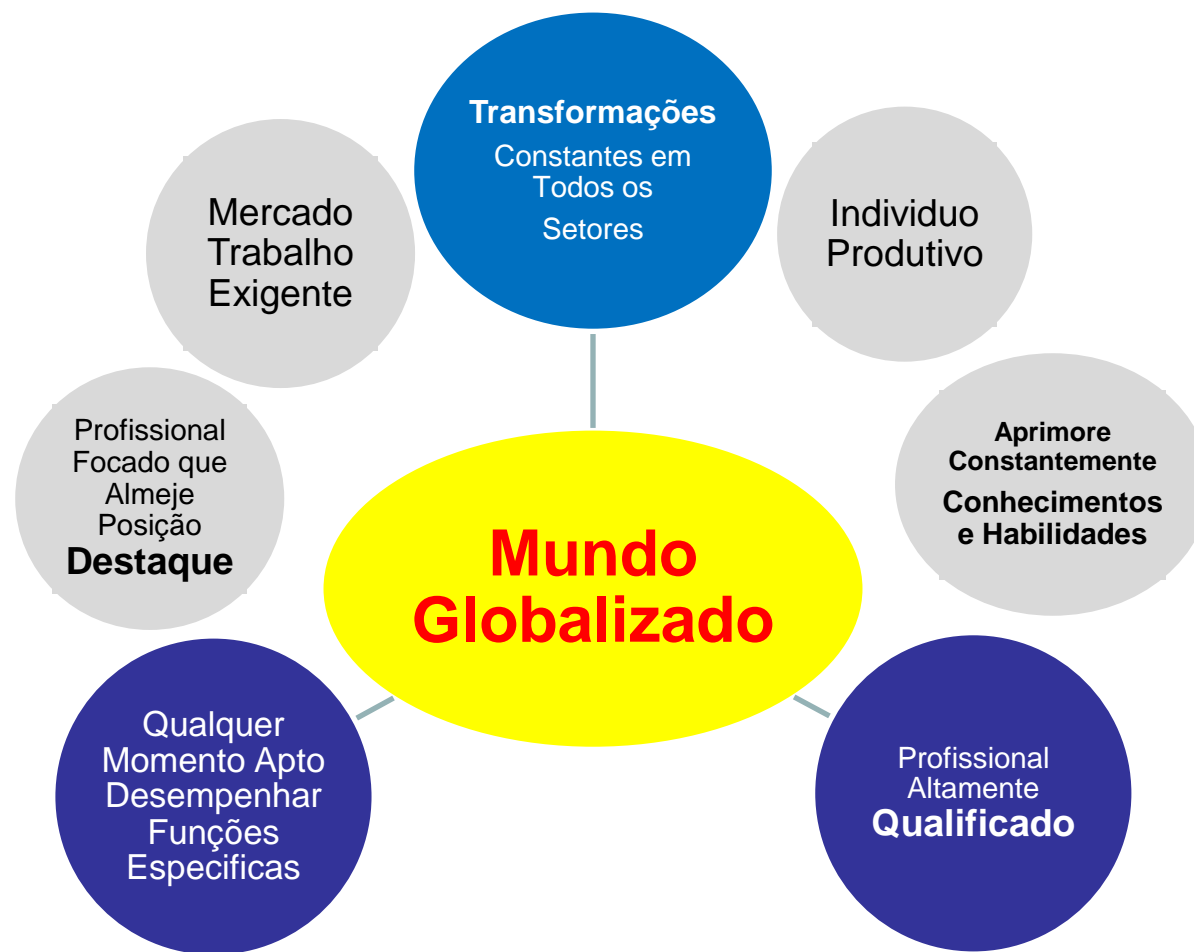 Transformações
Constantes em
Todos os
Setores
Mercado
Trabalho
Exigente
Individuo
Produtivo
Profissional
Focado que
Almeje
Posição
Destaque
Aprimore
Constantemente
Conhecimentos
e Habilidades
Mundo
Globalizado
Qualquer
Momento Apto
Desempenhar
Funções
Especificas
Profissional
Altamente
Qualificado